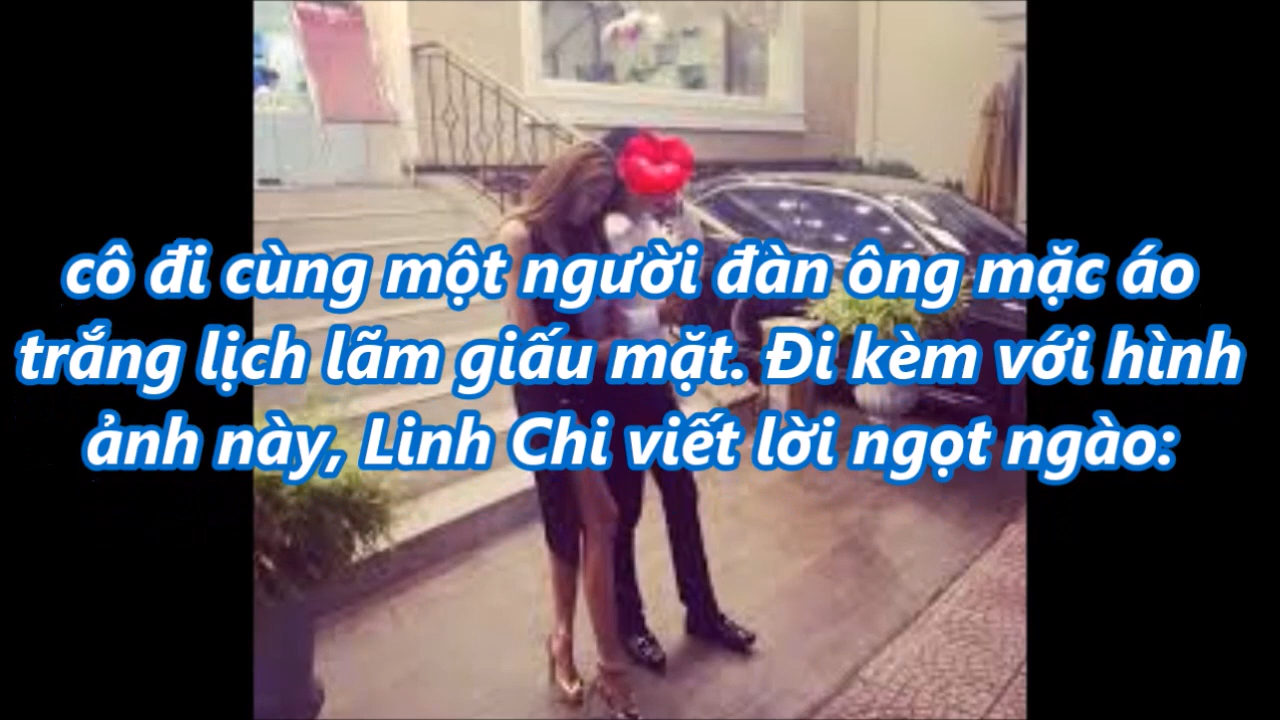 cô đi cùng một người đàn ông mặc áo
trắng lịch lãm giấu mặt. Đi kèm với hình
ảnh này, Linh Chi viết lời ngọt ngào: